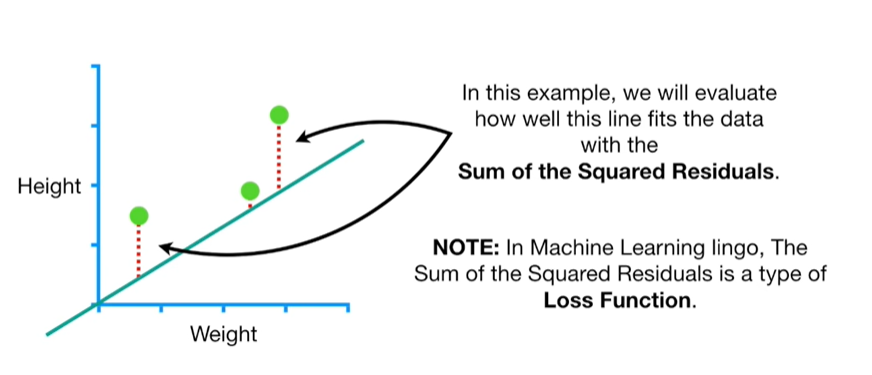 In this example, we will evaluate
how well this line fits the data
with the
Sum of the Squared Residuals.
Height
NOTE: In Machine Learning lingo, The
Sum of the Squared Residuals is a type of
Loss Function.
Weight